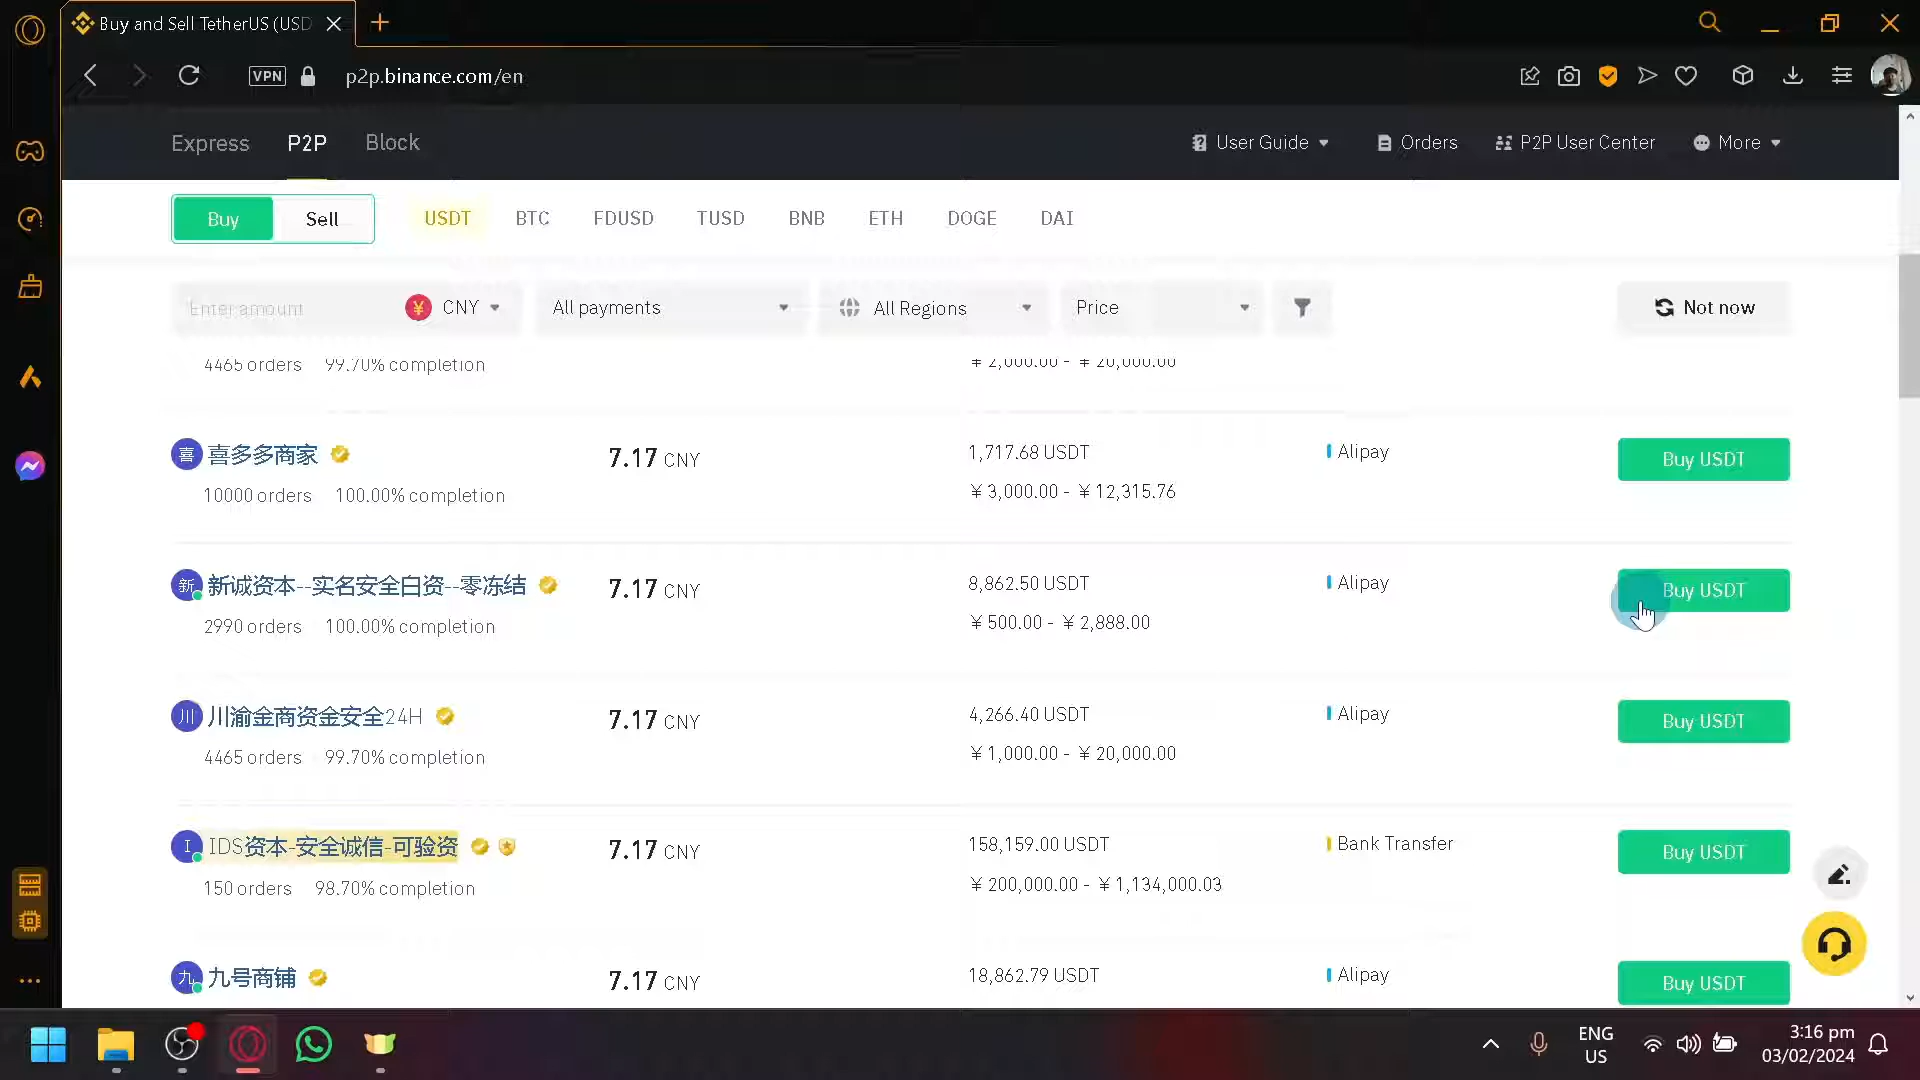 Buy and Sell TetherUS (USD
VPN
p2p.binance.com/en
Express
P2P
Block
User Guide
Orders
P2P User Center
More
Buy
Sell
USDT
BTC
FDUSD
TUSD
BNB
ETH
DOGE
DAI
Enter amount
¥
CNY
All payments
All Regions
Price
Not now
4465 orders 99.70% completion
¥ 2,000.00 - ¥ 20,000.00
喜 喜多多商家
7.17 CNY
1,717.68 USDT
Alipay
Buy USDT
10000 orders 100.00% completion
¥ 3,000.00 - ¥ 12,315.76
新 新诚资本--实名安全白资--零冻结
7.17 CNY
8,862.50 USDT
Alipay
Buy USDT
2990 orders 100.00% completion
¥ 500.00 - ¥ 2,888.00
川 川渝金商资金安全24H
7.17 CNY
4,266.40 USDT
Alipay
Buy USDT
4465 orders 99.70% completion
¥ 1,000.00 - ¥ 20,000.00
I IDS资本-安全诚信-可验资
7.17 CNY
158,159.00 USDT
Bank Transfer
Buy USDT
150 orders 98.70% completion
¥ 200,000.00 - ¥ 1,134,000.03
九 九号商铺
7.17 CNY
18,862.79 USDT
Alipay
Buy USDT
ENG
US
3:16 pm
03/02/2024